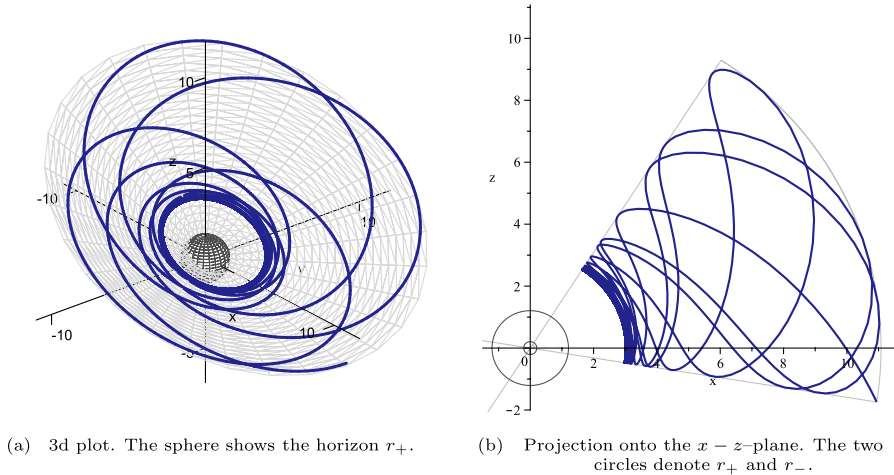 10
z
5
-10
10
y
x
-10
10
-5
(a) 3d plot. The sphere shows the horizon r₊.
10
8
z
6
4
2
0
2
4
6
8
10
x
−2
(b) Projection onto the x − z–plane. The two
circles denote r₊ and r₋.